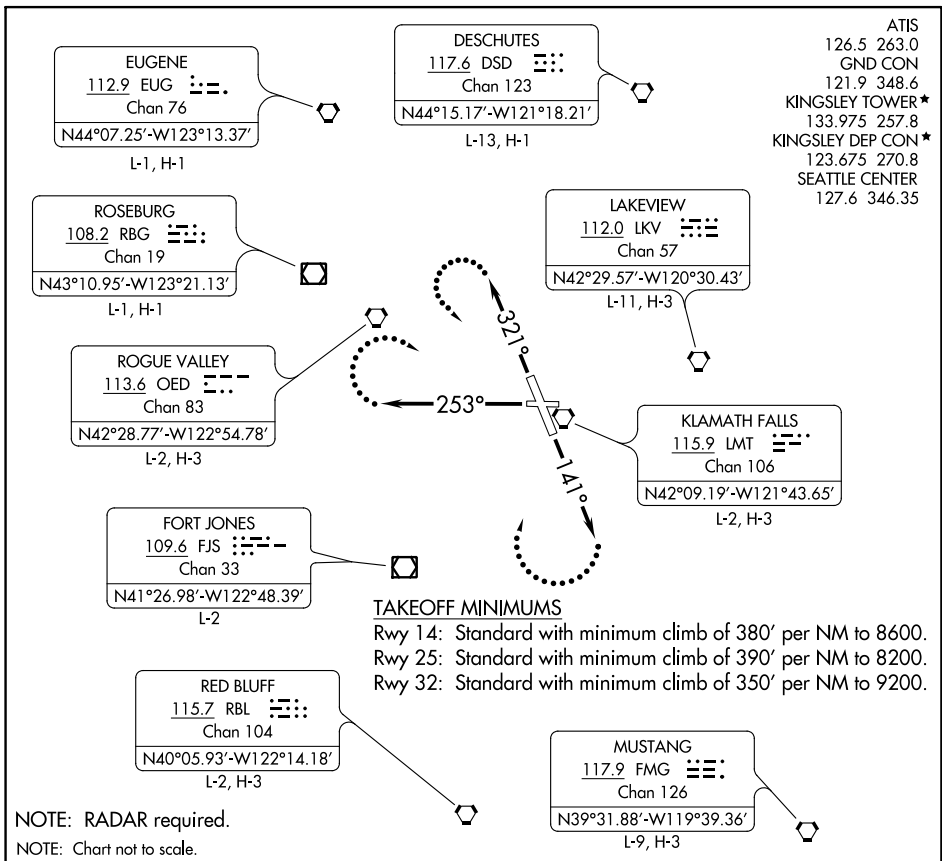 ATIS
126.5 263.0
GND CON
121.9 348.6
KINGSLEY TOWER★
133.975 257.8
KINGSLEY DEP CON★
123.675 270.8
SEATTLE CENTER
127.6 346.35
EUGENE
112.9 EUG
Chan 76
N44°07.25′-W123°13.37′
L-1, H-1
DESCHUTES
117.6 DSD
Chan 123
N44°15.17′-W121°18.21′
L-13, H-1
ROSEBURG
108.2 RBG
Chan 19
N43°10.95′-W123°21.13′
L-1, H-1
LAKEVIEW
112.0 LKV
Chan 57
N42°29.57′-W120°30.43′
L-11, H-3
321°
ROGUE VALLEY
113.6 OED
Chan 83
N42°28.77′-W122°54.78′
L-2, H-3
253°
KLAMATH FALLS
115.9 LMT
Chan 106
N42°09.19′-W121°43.65′
L-2, H-3
141°
FORT JONES
109.6 FJS
Chan 33
N41°26.98′-W122°48.39′
L-2
TAKEOFF MINIMUMS
Rwy 14: Standard with minimum climb of 380′ per NM to 8600.
Rwy 25: Standard with minimum climb of 390′ per NM to 8200.
Rwy 32: Standard with minimum climb of 350′ per NM to 9200.
RED BLUFF
115.7 RBL
Chan 104
N40°05.93′-W122°14.18′
L-2, H-3
MUSTANG
117.9 FMG
Chan 126
N39°31.88′-W119°39.36′
L-9, H-3
NOTE: RADAR required.
NOTE: Chart not to scale.